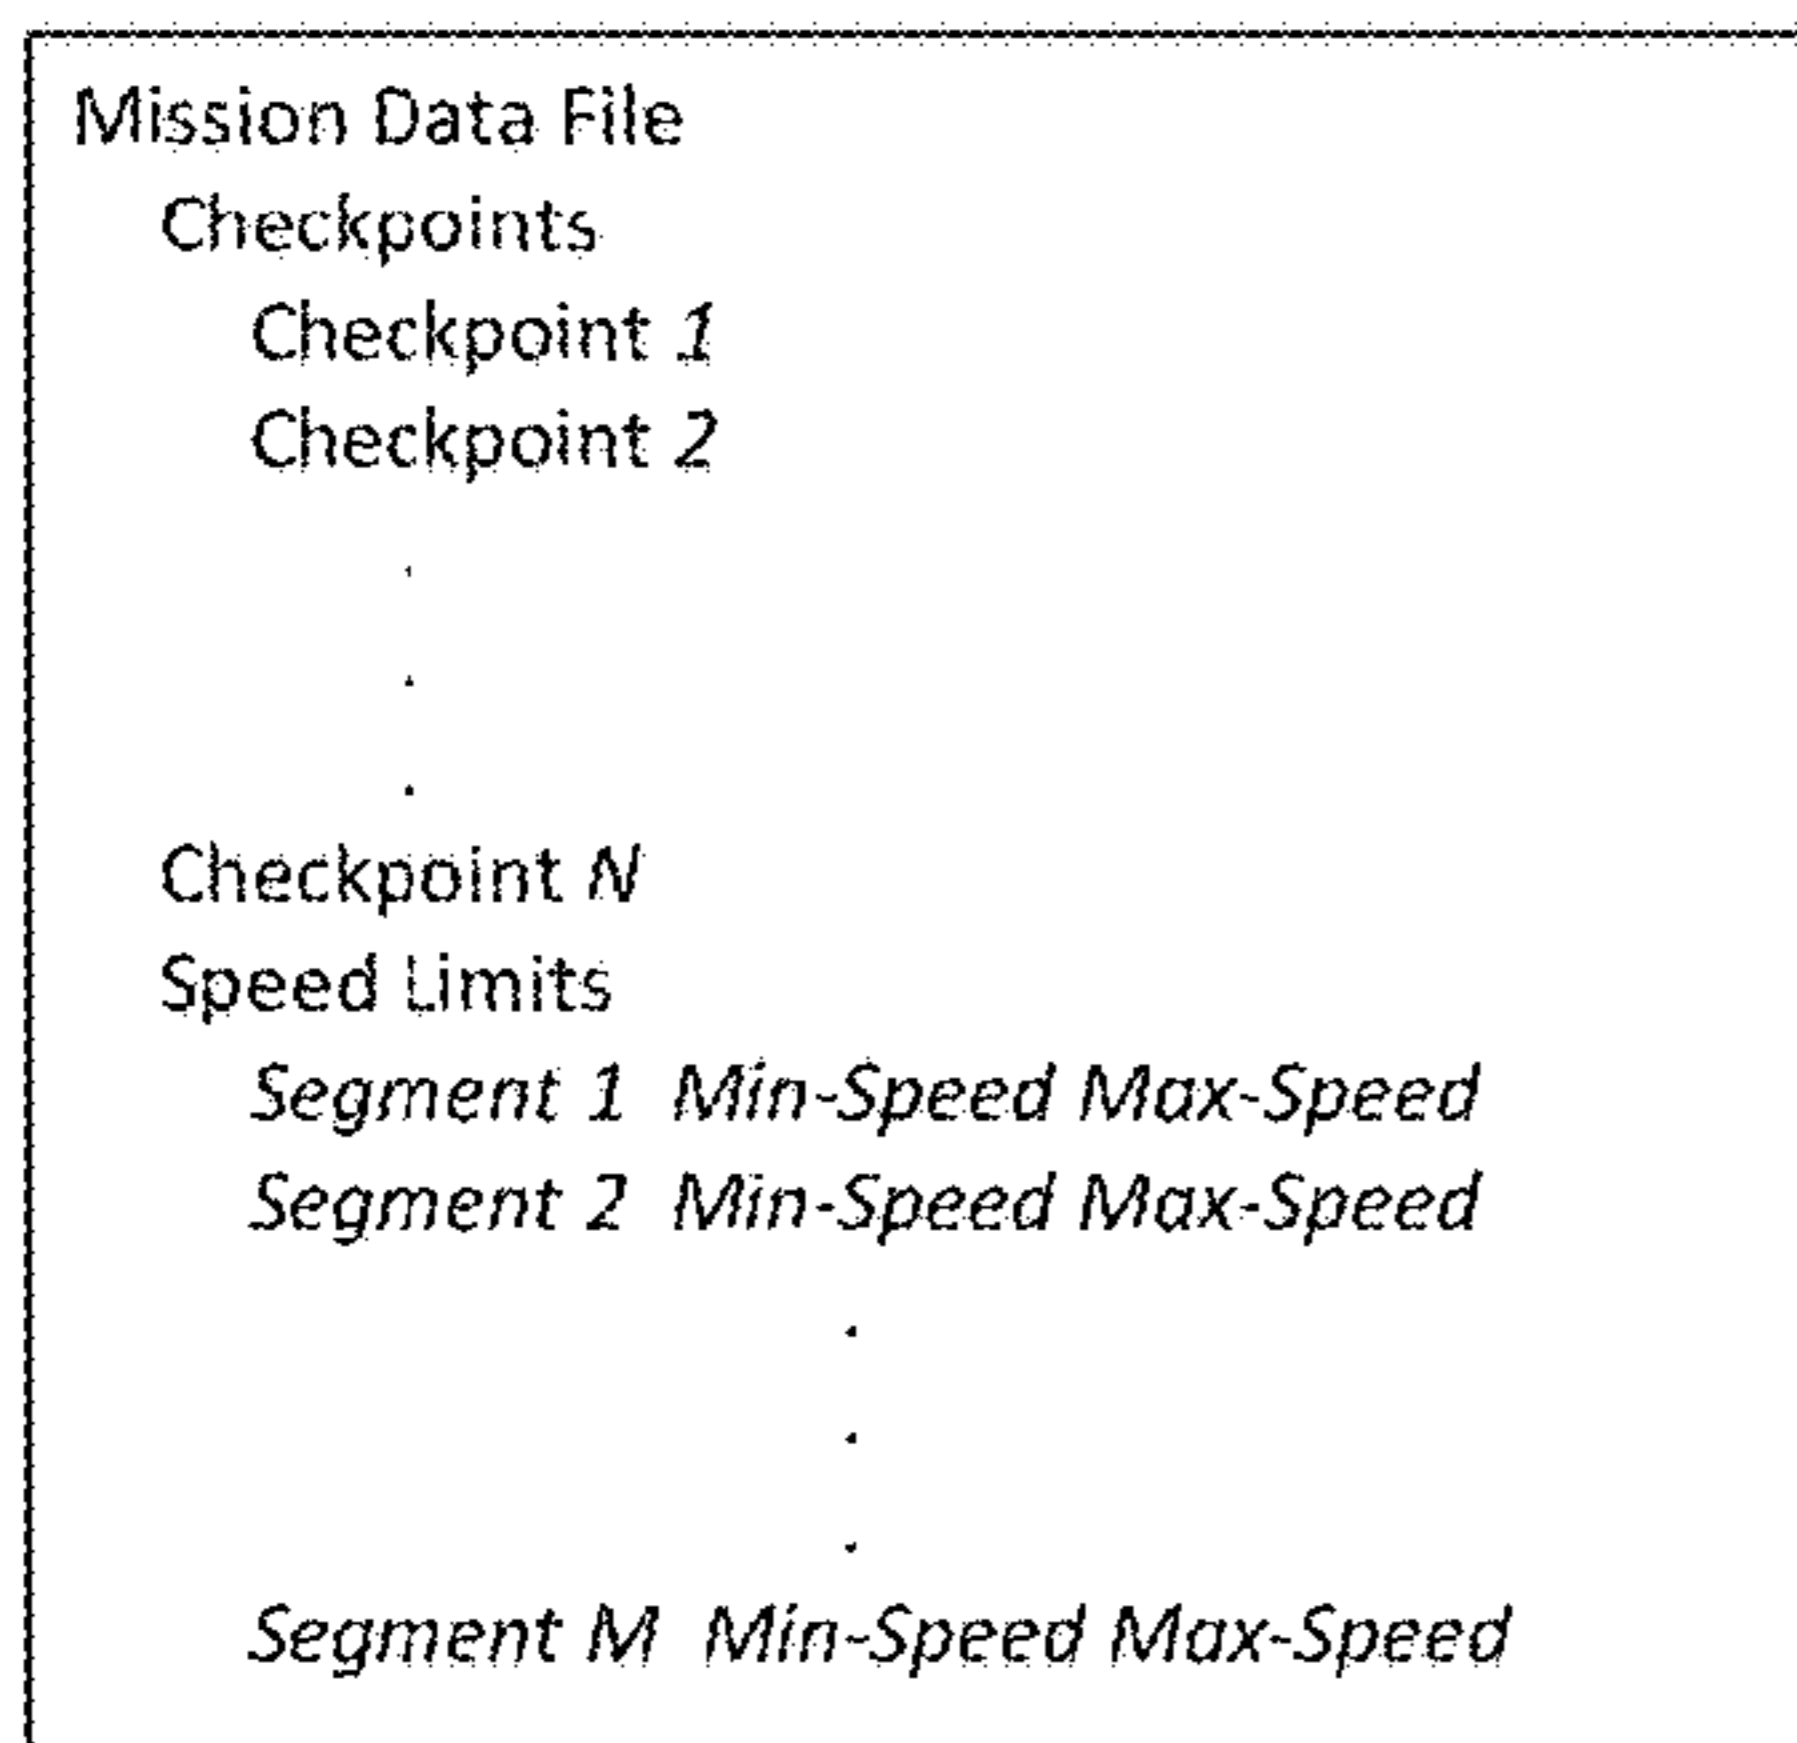 Mission Data File
Checkpoints
Checkpoint 1
Checkpoint 2
.
.
.
Checkpoint N
Speed Limits
Segment 1 Min-Speed Max-Speed
Segment 2 Min-Speed Max-Speed
.
.
.
Segment M Min-Speed Max-Speed